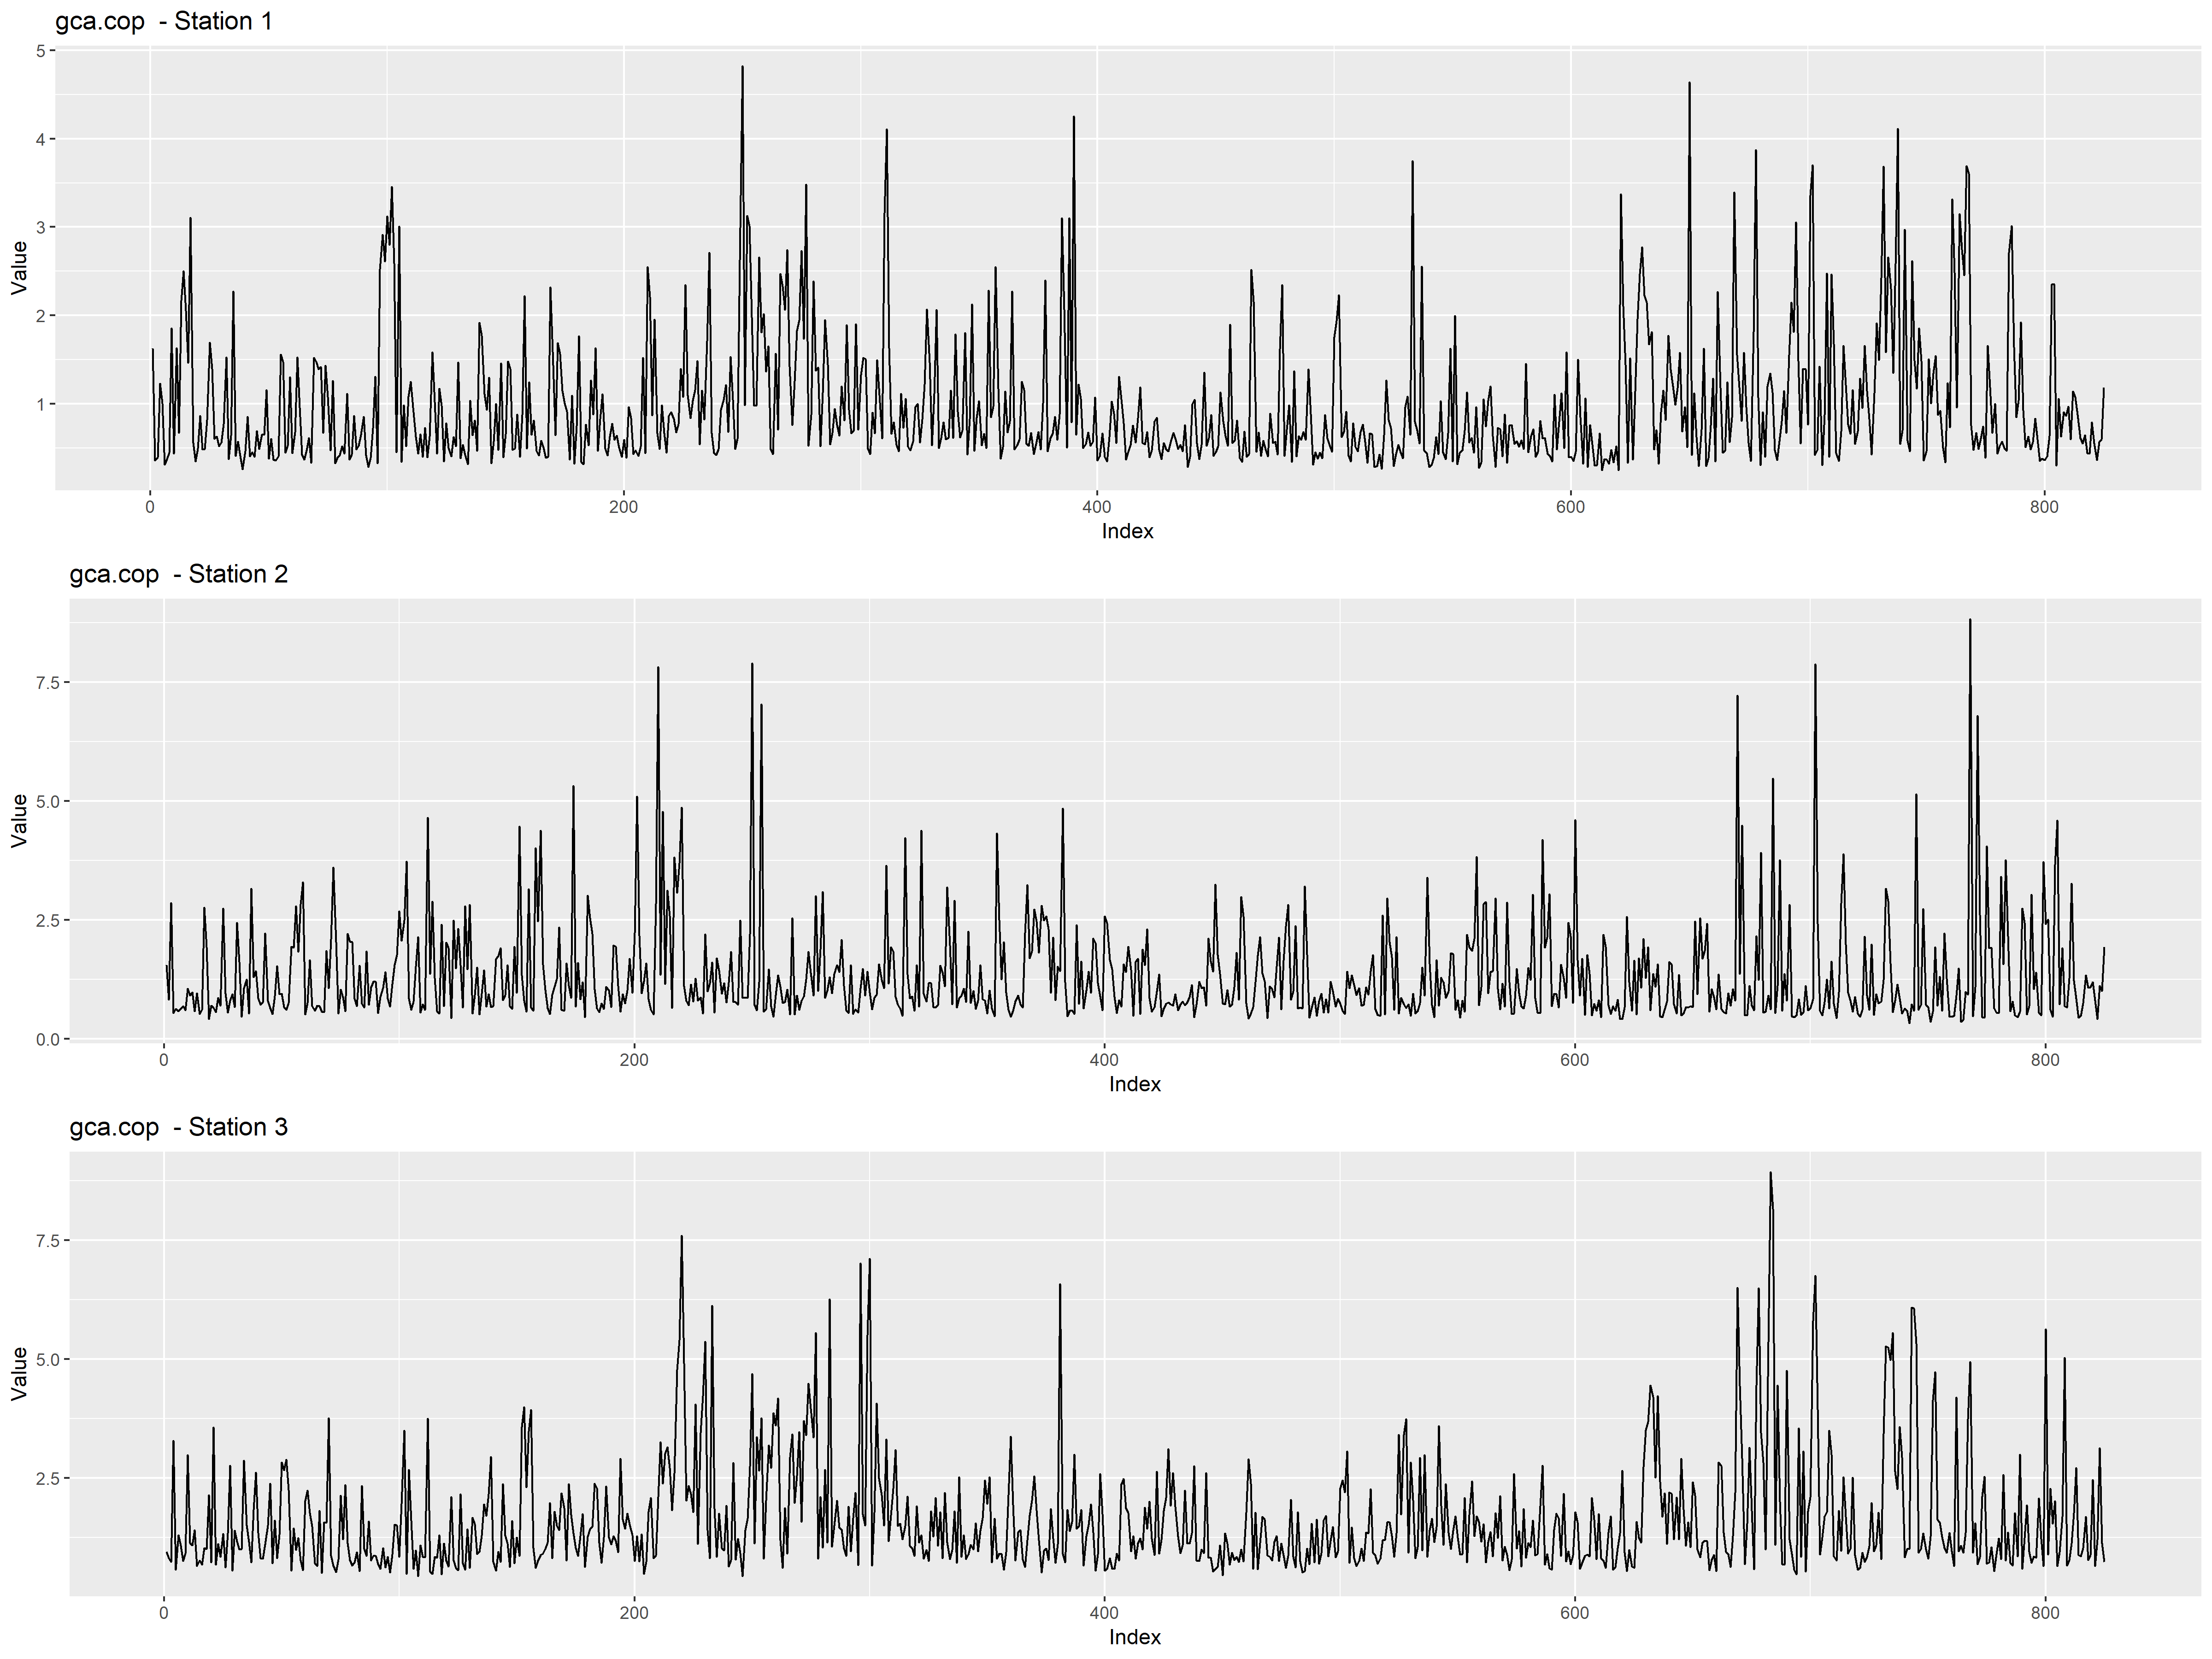 gca.cop  - Station 1
5
4
3
2
1
Value
0 200 400 600 800
Index
gca.cop  - Station 2
7.5
5.0
2.5
0.0
Value
0 200 400 600 800
Index
gca.cop  - Station 3
7.5
5.0
2.5
Value
0 200 400 600 800
Index